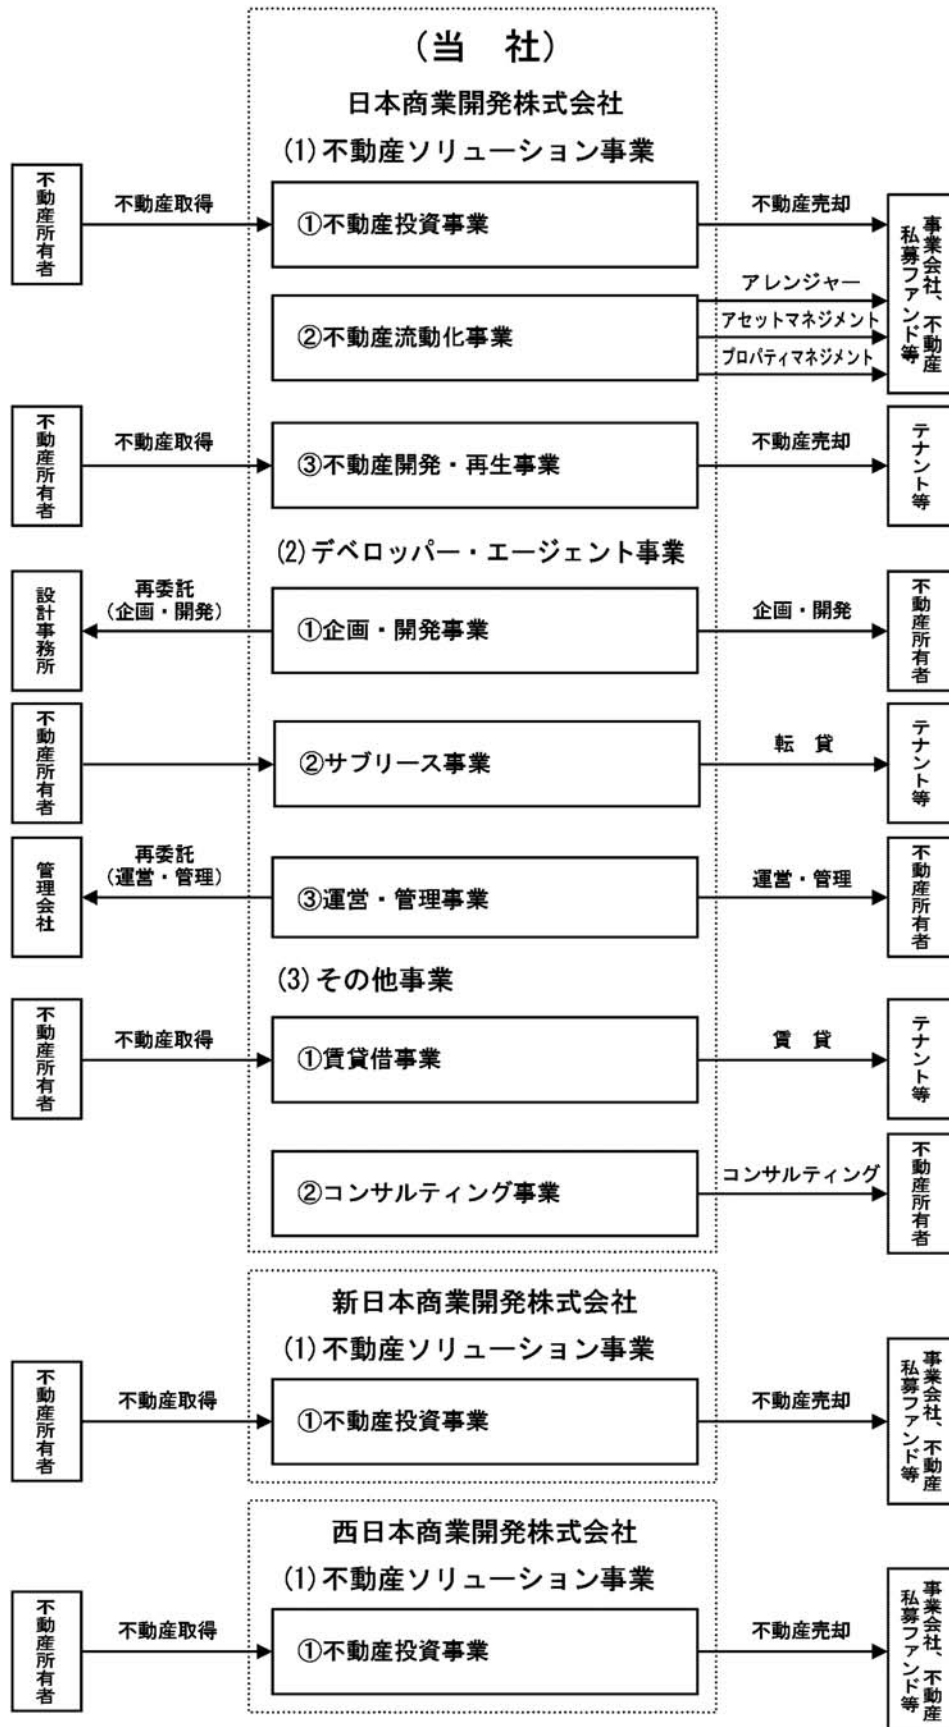 (当　社)
日本商業開発株式会社
(1)不動産ソリューション事業
不動産所有者
不動産取得
①不動産投資事業
不動産売却
事業会社、不動産
私募ファンド等
②不動産流動化事業
アレンジャー
アセットマネジメント
プロパティマネジメント
不動産所有者
不動産取得
③不動産開発・再生事業
不動産売却
テナント等
(2)デベロッパー・エージェント事業
設計事務所
再委託
(企画・開発)
①企画・開発事業
企画・開発
不動産所有者
不動産所有者
②サブリース事業
転　貸
テナント等
管理会社
再委託
(運営・管理)
③運営・管理事業
運営・管理
不動産所有者
(3)その他事業
不動産所有者
不動産取得
①賃貸借事業
賃　貸
テナント等
②コンサルティング事業
コンサルティング
不動産所有者
新日本商業開発株式会社
(1)不動産ソリューション事業
不動産所有者
不動産取得
①不動産投資事業
不動産売却
事業会社、不動産
私募ファンド等
西日本商業開発株式会社
(1)不動産ソリューション事業
不動産所有者
不動産取得
①不動産投資事業
不動産売却
事業会社、不動産
私募ファンド等